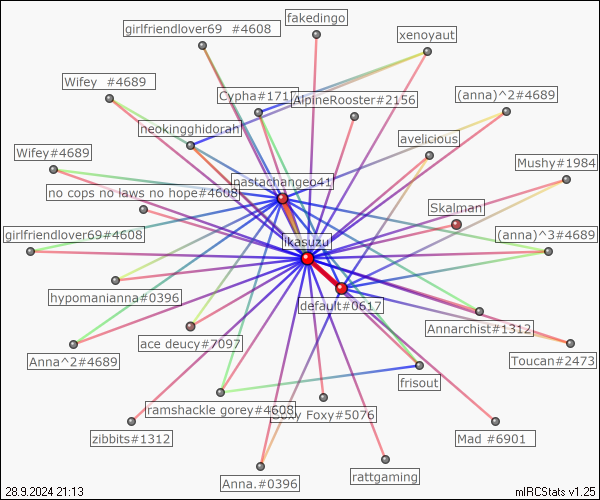 fakedingo
girlfriendlover69 #4608
xenoyaut
Wifey #4689
Cypha#171
AlpineRooster#2156
(anna)^2#4689
neokingghidorah
avelicious
Wifey#4689
Mushy#1984
nastachange041
no cops no laws no hope#4608
Skalman
girlfriendlover69#4608
ikasuzu
(anna)^3#4689
hypomanianna#0396
default#0617
Annarchist#1312
ace deucy#7097
Anna^2#4689
Toucan#2473
frisout
ramshackle gorey#4608
Foxy#5076
zibbits#1312
Mad #6901
rattgaming
Anna.#0396
28.9.2024 21:13
mIRCStats v1.25